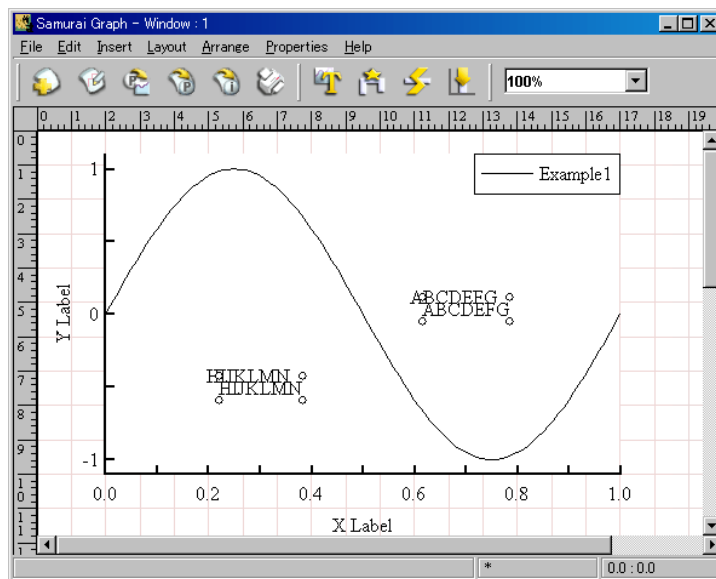 Samurai Graph - Window : 1
File Edit Insert Layout Arrange Properties Help
P P i T 100%
0 1 2 3 4 5 6 7 8 9 10 11 12 13 14 15 16 17 18 19
0
1
2
3
4
5
6
7
8
9
10
11
1
Example1
1
ABCDEFG
ABCDEFG
Y Label
0
HIJKLMN
HIJKLMN
-1
0.0 0.2 0.4 0.6 0.8 1.0
X Label
* 0.0 : 0.0